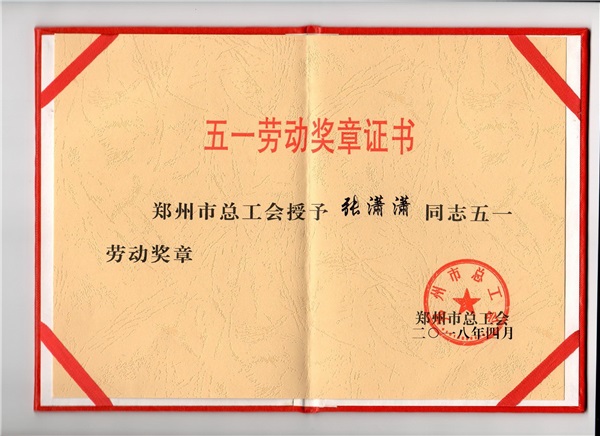 五一劳动奖章证书
郑州市总工会授予 张潇潇 同志五一
劳动奖章
郑州市总工会
郑州市总工会
二〇一八年四月